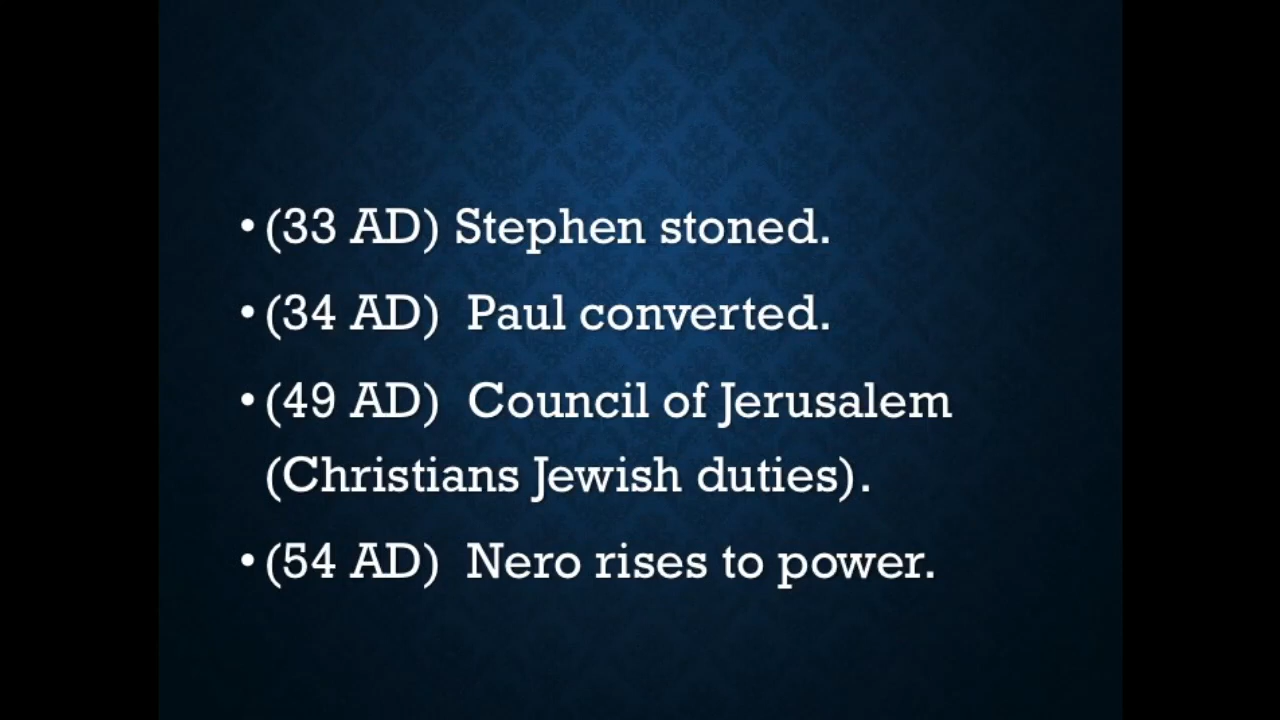 • (33 AD) Stephen stoned.
• (34 AD)  Paul converted.
• (49 AD)  Council of Jerusalem
(Christians Jewish duties).
• (54 AD)  Nero rises to power.